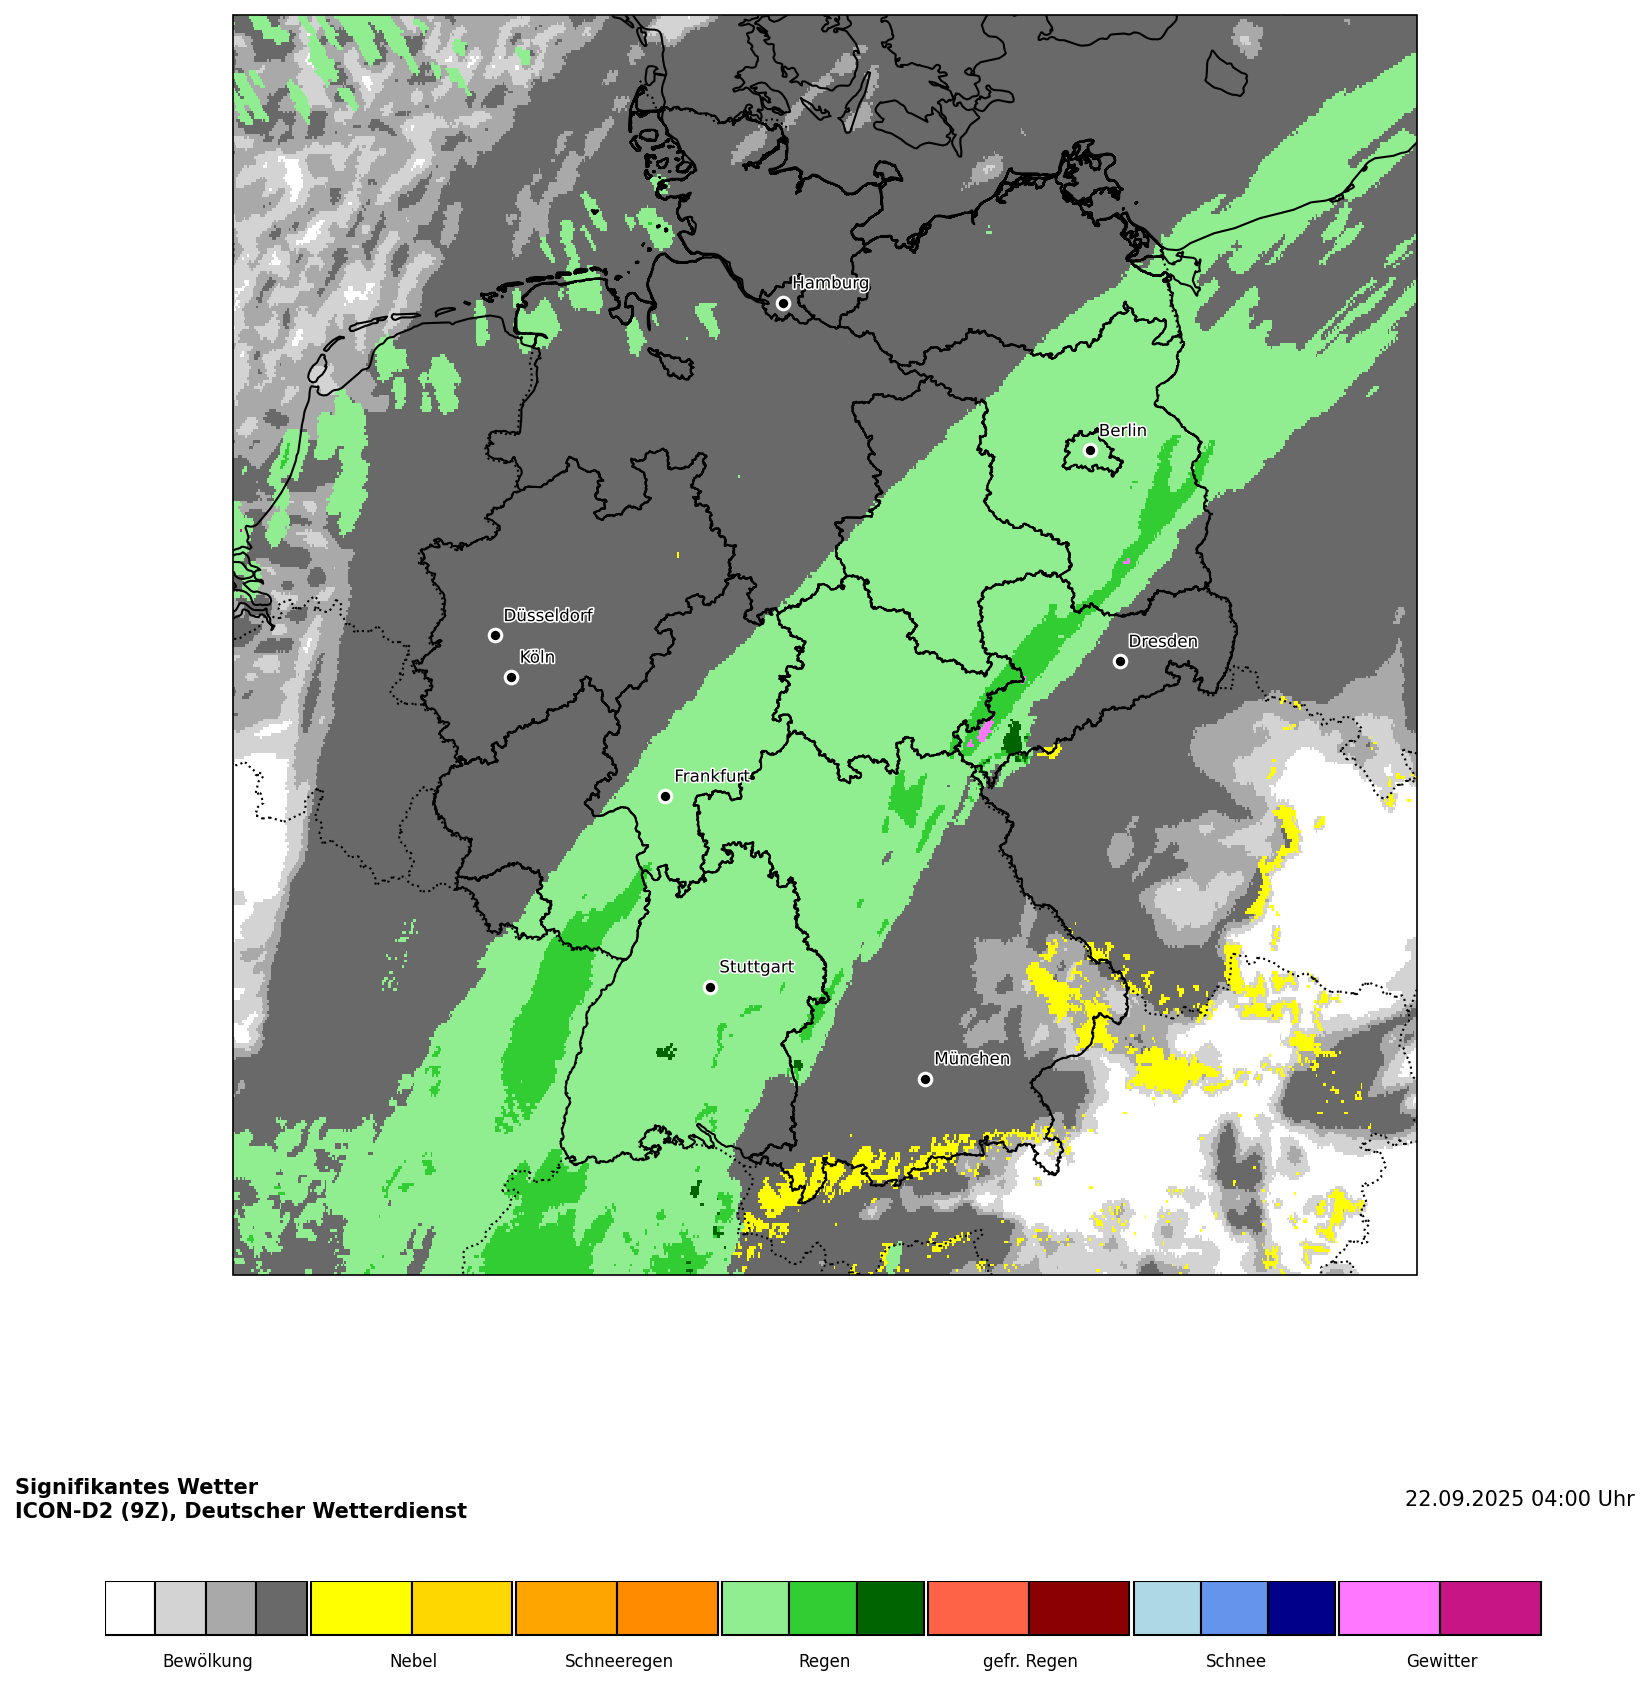 Hamburg
Berlin
Düsseldorf
Köln
Dresden
Frankfurt
Stuttgart
München
Signifikantes Wetter
ICON-D2 (9Z), Deutscher Wetterdienst
22.09.2025 04:00 Uhr
Bewölkung
Nebel
Schneeregen
Regen
gefr. Regen
Schnee
Gewitter